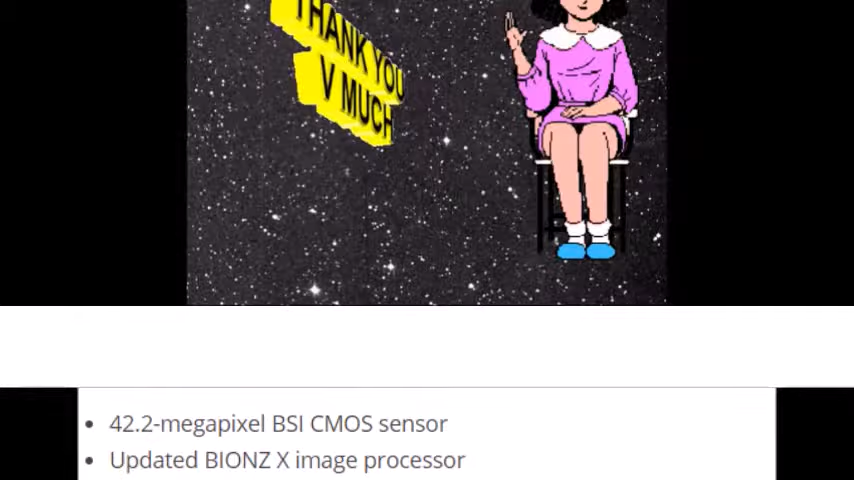 THANK YOU
V MUCH
42.2-megapixel BSI CMOS sensor
Updated BIONZ X image processor